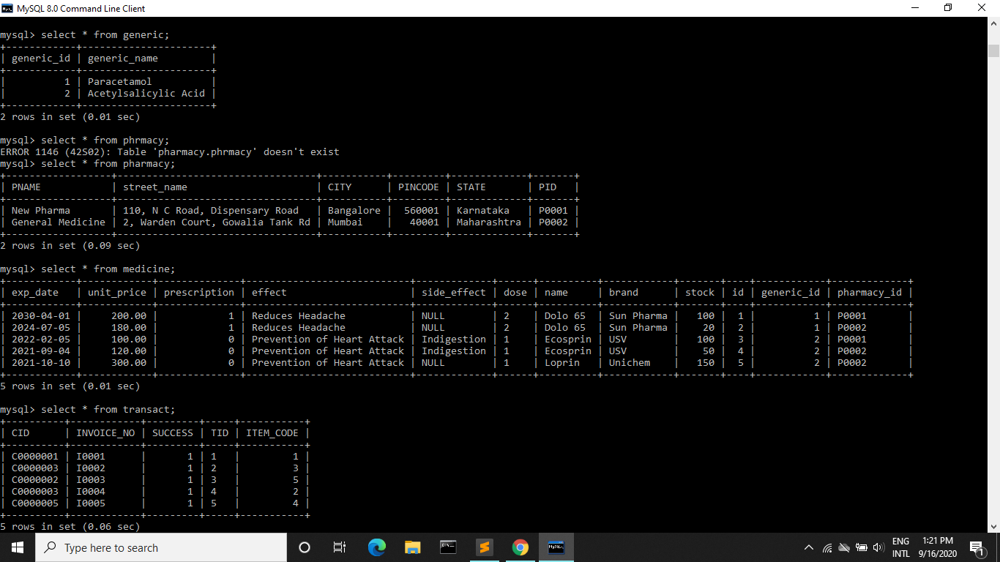 MySQL 8.0 Command Line Client
mysql> select * from generic;
+------------+----------------------+
| generic_id | generic_name         |
+------------+----------------------+
|          1 | Paracetamol          |
|          2 | Acetylsalicylic Acid |
+------------+----------------------+
2 rows in set (0.01 sec)
mysql> select * from phrmacy;
ERROR 1146 (42S02): Table 'pharmacy.phrmacy' doesn't exist
mysql> select * from pharmacy;
+------------------+----------------------------------+-----------+---------+-------------+-------+
| PNAME            | street_name                      | CITY      | PINCODE | STATE       | PID   |
+------------------+----------------------------------+-----------+---------+-------------+-------+
| New Pharma       | 110, N C Road, Dispensary Road   | Bangalore |  560001 | Karnataka   | P0001 |
| General Medicine | 2, Warden Court, Gowalia Tank Rd | Mumbai    |   40001 | Maharashtra | P0002 |
+------------------+----------------------------------+-----------+---------+-------------+-------+
2 rows in set (0.09 sec)
mysql> select * from medicine;
+------------+------------+--------------+----------------------------+-------------+------+----------+------------+-------+----+------------+-------------+
| exp_date   | unit_price | prescription | effect                     | side_effect | dose | name     | brand      | stock | id | generic_id | pharmacy_id |
+------------+------------+--------------+----------------------------+-------------+------+----------+------------+-------+----+------------+-------------+
| 2030-04-01 |     200.00 |            1 | Reduces Headache           | NULL        | 2    | Dolo 65  | Sun Pharma |   100 |  1 |          1 | P0001       |
| 2024-07-05 |     180.00 |            1 | Reduces Headache           | NULL        | 2    | Dolo 65  | Sun Pharma |    20 |  2 |          1 | P0002       |
| 2022-02-05 |     100.00 |            0 | Prevention of Heart Attack | Indigestion | 1    | Ecosprin | USV        |   100 |  3 |          2 | P0001       |
| 2021-09-04 |     120.00 |            0 | Prevention of Heart Attack | Indigestion | 1    | Ecosprin | USV        |    50 |  4 |          2 | P0002       |
| 2021-10-10 |     300.00 |            0 | Prevention of Heart Attack | NULL        | 1    | Loprin   | Unichem    |   150 |  5 |          2 | P0002       |
+------------+------------+--------------+----------------------------+-------------+------+----------+------------+-------+----+------------+-------------+
5 rows in set (0.01 sec)
mysql> select * from transact;
+----------+------------+---------+-----+-----------+
| CID      | INVOICE_NO | SUCCESS | TID | ITEM_CODE |
+----------+------------+---------+-----+-----------+
| C0000001 | I0001      |       1 | 1   |         1 |
| C0000003 | I0002      |       1 | 2   |         3 |
| C0000002 | I0003      |       1 | 3   |         5 |
| C0000003 | I0004      |       1 | 4   |         2 |
| C0000005 | I0005      |       1 | 5   |         4 |
+----------+------------+---------+-----+-----------+
5 rows in set (0.06 sec)
Type here to search
ENG
INTL
1:21 PM
9/16/2020
1